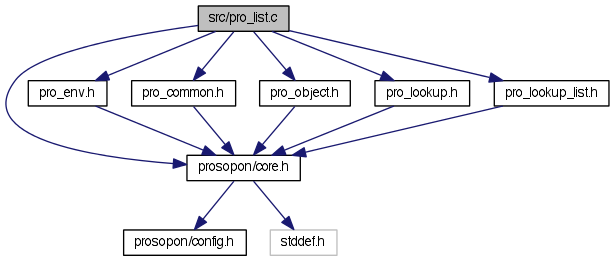 src/pro_list.c
pro_env.h
pro_common.h
pro_object.h
pro_lookup.h
pro_lookup_list.h
prosopon/core.h
prosopon/config.h
stddef.h